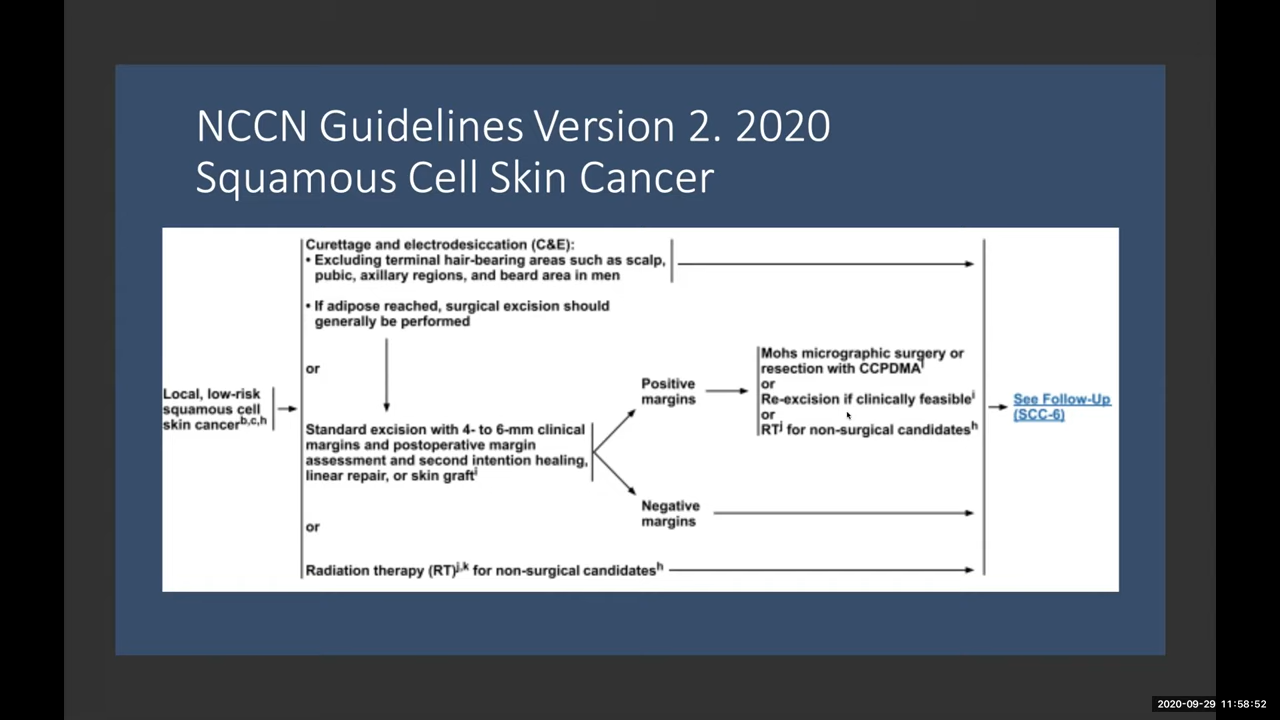 NCCN Guidelines Version 2. 2020
Squamous Cell Skin Cancer
Local, low-risk
squamous cell
skin cancerb,c,h
Curettage and electrodesiccation (C&E):
• Excluding terminal hair-bearing areas such as scalp,
pubic, axillary regions, and beard area in men
• If adipose reached, surgical excision should
generally be performed
or
Standard excision with 4- to 6-mm clinical
margins and postoperative margin
assessment and second intention healing,
linear repair, or skin grafti
or
Radiation therapy (RT)j,k for non-surgical candidatesh
Positive
margins
Negative
margins
Mohs micrographic surgery or
resection with CCPDMA
or
Re-excision if clinically feasiblei
or
RTj for non-surgical candidatesh
See Follow-Up
(SCC-6)
2020-09-29 11:58:52